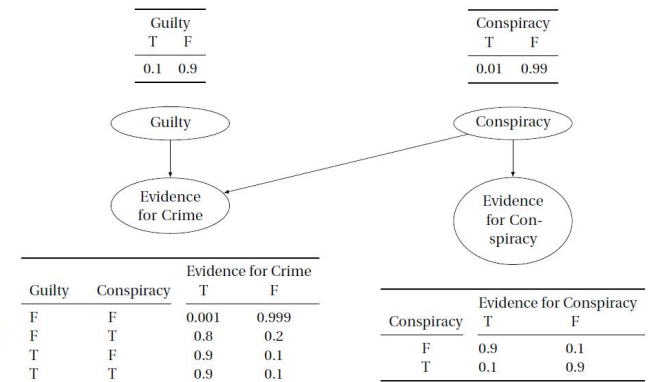 Guilty
T F
0.1 0.9
Conspiracy
T F
0.01 0.99
Guilty
Conspiracy
Evidence
for Crime
Evidence
for Con-
spiracy
Evidence for Crime
Guilty Conspiracy T F
F F 0.001 0.999
F T 0.8 0.2
T F 0.9 0.1
T T 0.9 0.1
Evidence for Conspiracy
Conspiracy T F
F 0.9 0.1
T 0.1 0.9